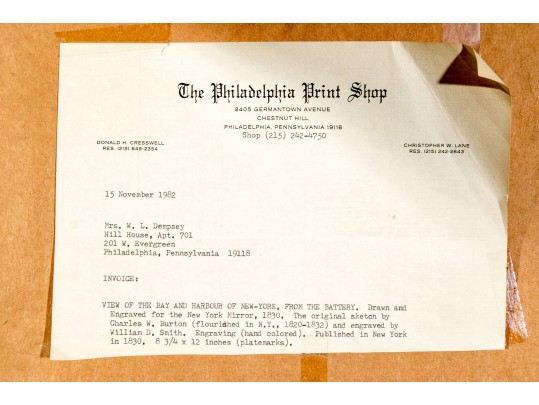 The Philadelphia Print Shop
8405 GERMANTOWN AVENUE
CHESTNUT HILL
PHILADELPHIA, PENNSYLVANIA 19118
Shop (215) 242-4750
DONALD H. CRESSWELL
RES. (215) 649-2354
CHRISTOPHER W. LANE
RES. (215) 242-2643
15 November 1982
Mrs. W. L. Dempsey
Hill House, Apt. 701
201 W. Evergreen
Philadelphia, Pennsylvania 19118
INVOICE:
VIEW OF THE BAY AND HARBOUR OF NEW-YORK, FROM THE BATTERY. Drawn and
Engraved for the New York Mirror, 1830. The original sketch by
Charles W. Burton (flourished in N.Y., 1820-1832) and engraved by
William D. Smith. Engraving (hand colored). Published in New York
in 1830. 8 3/4 x 12 inches (platemarks).